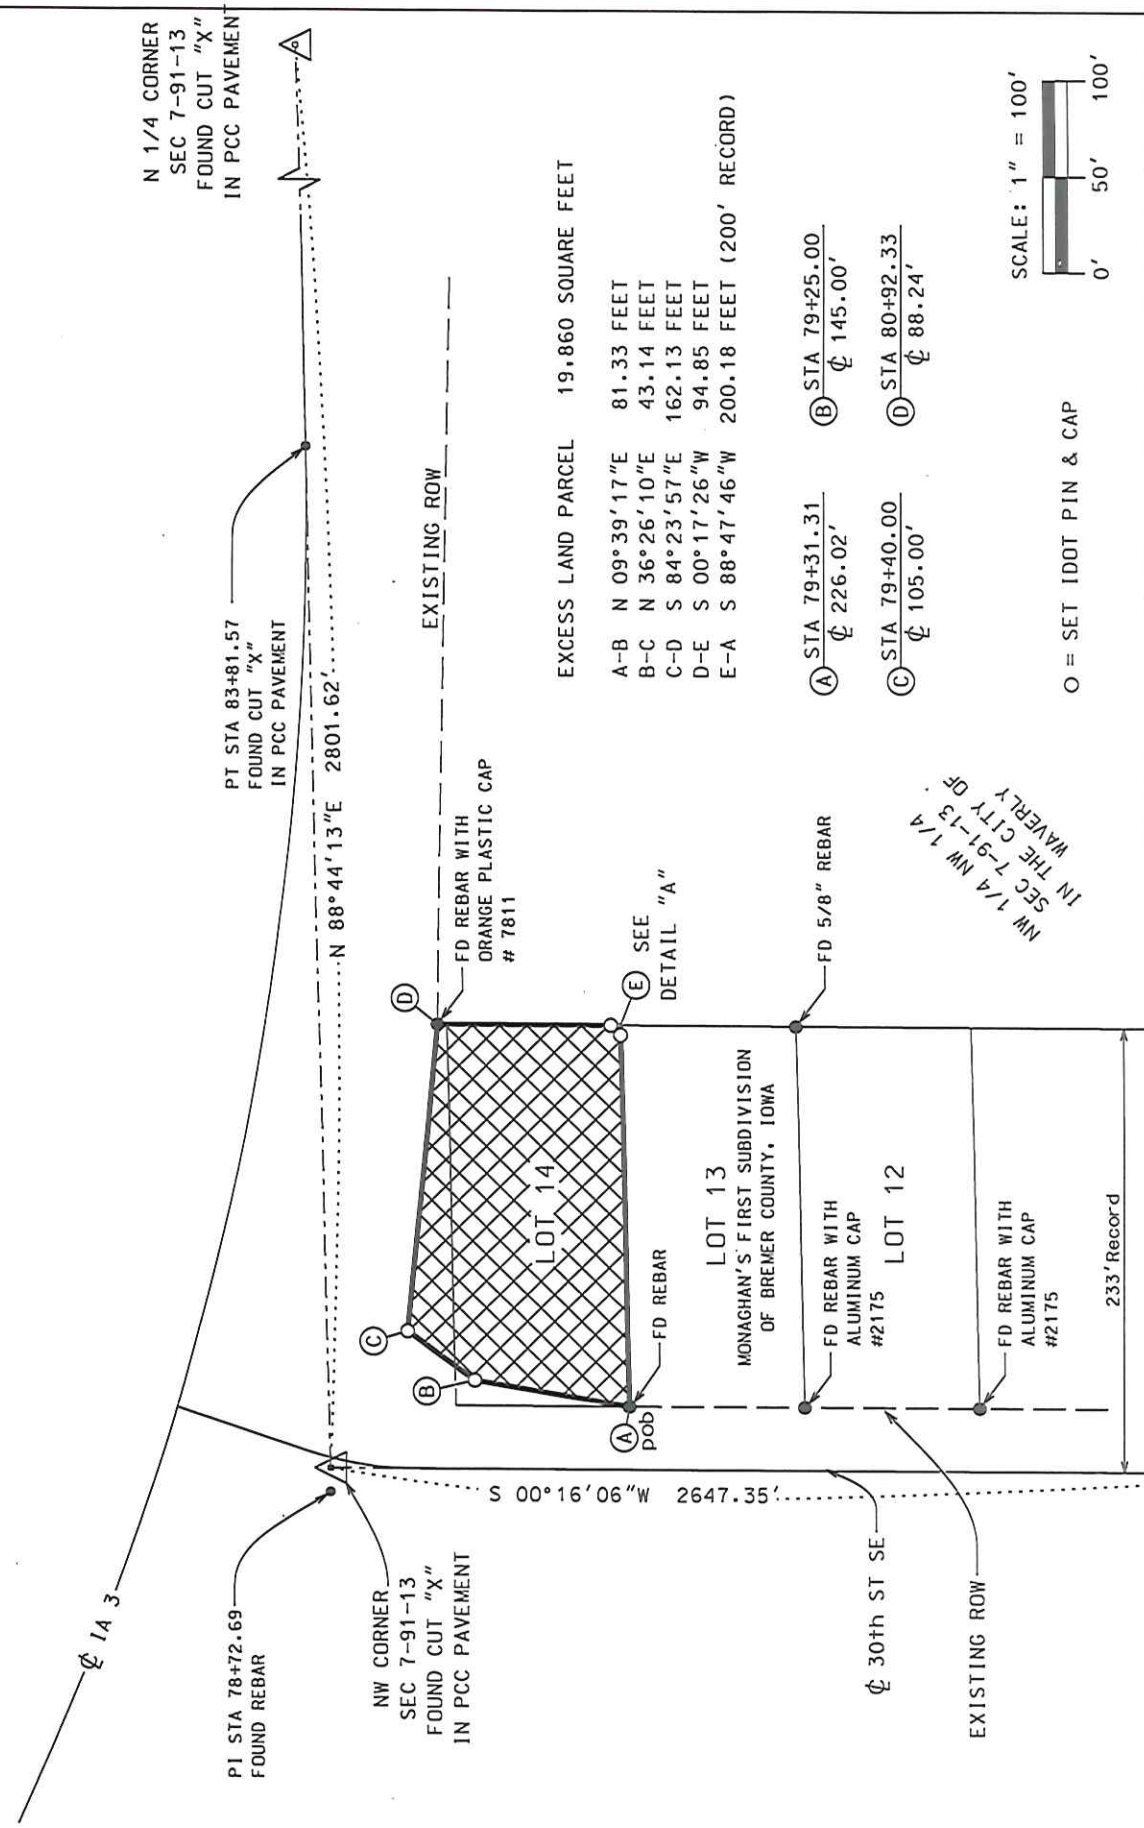 N 1/4 CORNER
SEC 7-91-13
FOUND CUT "X"
IN PCC PAVEMEN
PT STA 83+81.57
FOUND CUT "X"
IN PCC PAVEMENT
N 88°44'13"E 2801.62'
℄ IA 3
PI STA 78+72.69
FOUND REBAR
NW CORNER
SEC 7-91-13
FOUND CUT "X"
IN PCC PAVEMENT
S 00°16'06"W 2647.35'
℄ 30th ST SE
EXISTING ROW
EXISTING ROW
C
B
A
pob
D
FD REBAR WITH
ORANGE PLASTIC CAP
# 7811
E SEE
DETAIL "A"
LOT 14
FD REBAR
LOT 13
MONAGHAN'S FIRST SUBDIVISION
OF BREMER COUNTY, IOWA
FD 5/8" REBAR
FD REBAR WITH
ALUMINUM CAP
#2175
LOT 12
FD REBAR WITH
ALUMINUM CAP
#2175
233'Record
NW 1/4 NW 1/4
SEC 7-91-13
IN THE CITY OF
WAVERLY
EXCESS LAND PARCEL 19,860 SQUARE FEET
A-B N 09°39'17"E 81.33 FEET
B-C N 36°26'10"E 43.14 FEET
C-D S 84°23'57"E 162.13 FEET
D-E S 00°17'26"W 94.85 FEET
E-A S 88°47'46"W 200.18 FEET (200' RECORD)
A STA 79+31.31
℄ 226.02'
B STA 79+25.00
℄ 145.00'
C STA 79+40.00
℄ 105.00'
D STA 80+92.33
℄ 88.24'
O = SET IDOT PIN & CAP
SCALE: 1" = 100'
0' 50' 100'